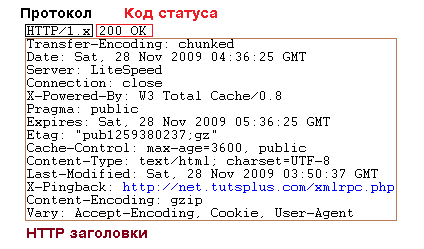 Протокол Код статуса
HTTP/1.x 200 OK
Transfer-Encoding: chunked
Date: Sat, 28 Nov 2009 04:36:25 GMT
Server: LiteSpeed
Connection: close
X-Powered-By: W3 Total Cache/0.8
Pragma: public
Expires: Sat, 28 Nov 2009 05:36:25 GMT
Etag: "pub1259380237;gz"
Cache-Control: max-age=3600, public
Content-Type: text/html; charset=UTF-8
Last-Modified: Sat, 28 Nov 2009 03:50:37 GMT
X-Pingback: http://net.tutsplus.com/xmlrpc.php
Content-Encoding: gzip
Vary: Accept-Encoding, Cookie, User-Agent
HTTP заголовки